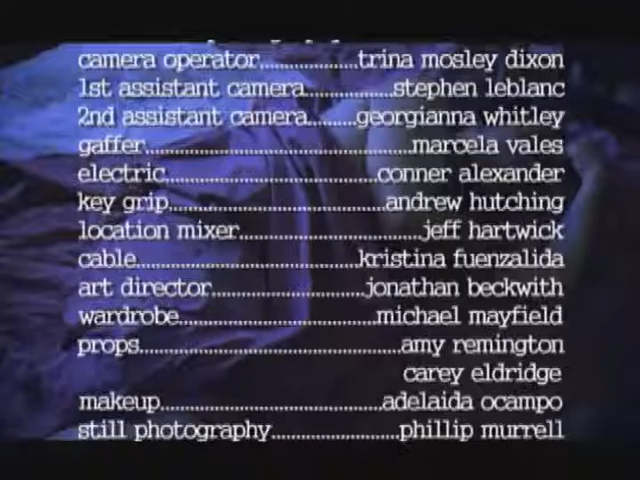 camera operator..................trina mosley dixon
1st assistant camera................stephen leblanc
2nd assistant camera.........georgianna whitley
gaffer..................................................marcela vales
electric........................................conner alexander
key grip.........................................andrew hutching
location mixer..................................jeff hartwick
cable..........................................kristina fuenzalida
art director.............................jonathan beckwith
wardrobe.....................................michael mayfield
props.................................................amy remington
carey eldridge
makeup..........................................adelaida ocampo
still photography........................phillip murrell